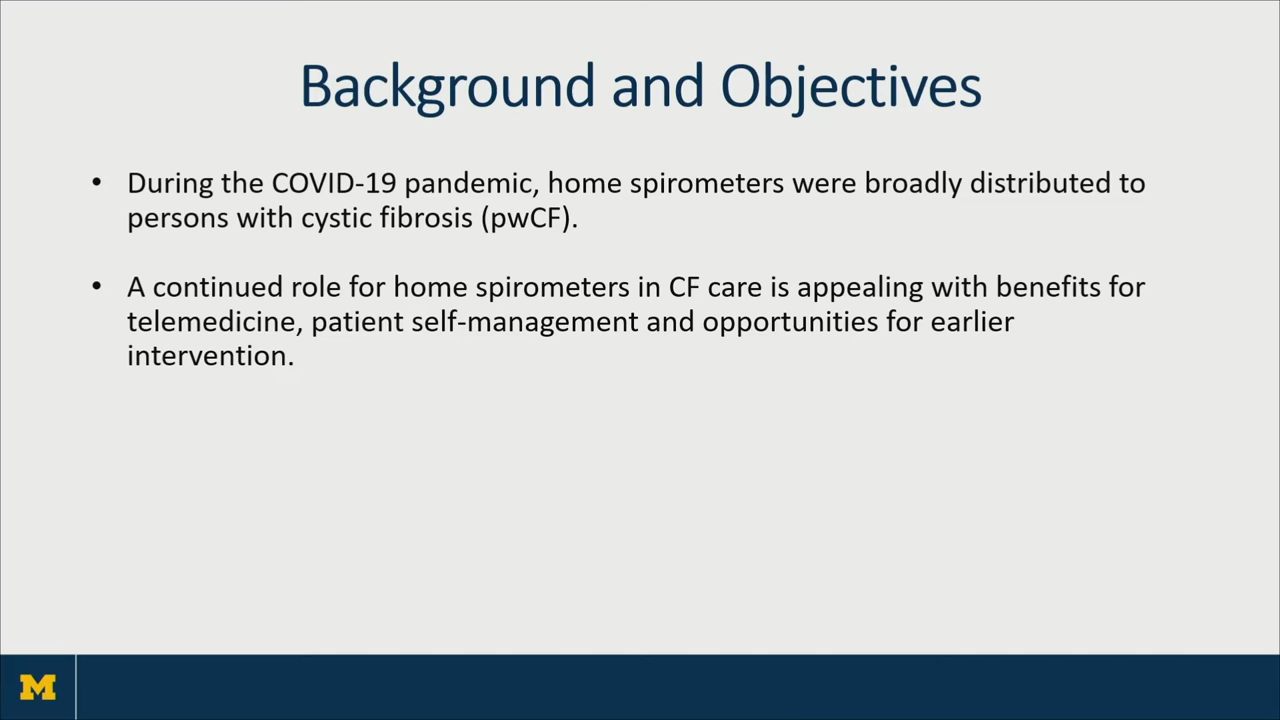 Background and Objectives
• During the COVID-19 pandemic, home spirometers were broadly distributed to
persons with cystic fibrosis (pwCF).
• A continued role for home spirometers in CF care is appealing with benefits for
telemedicine, patient self-management and opportunities for earlier
intervention.
M